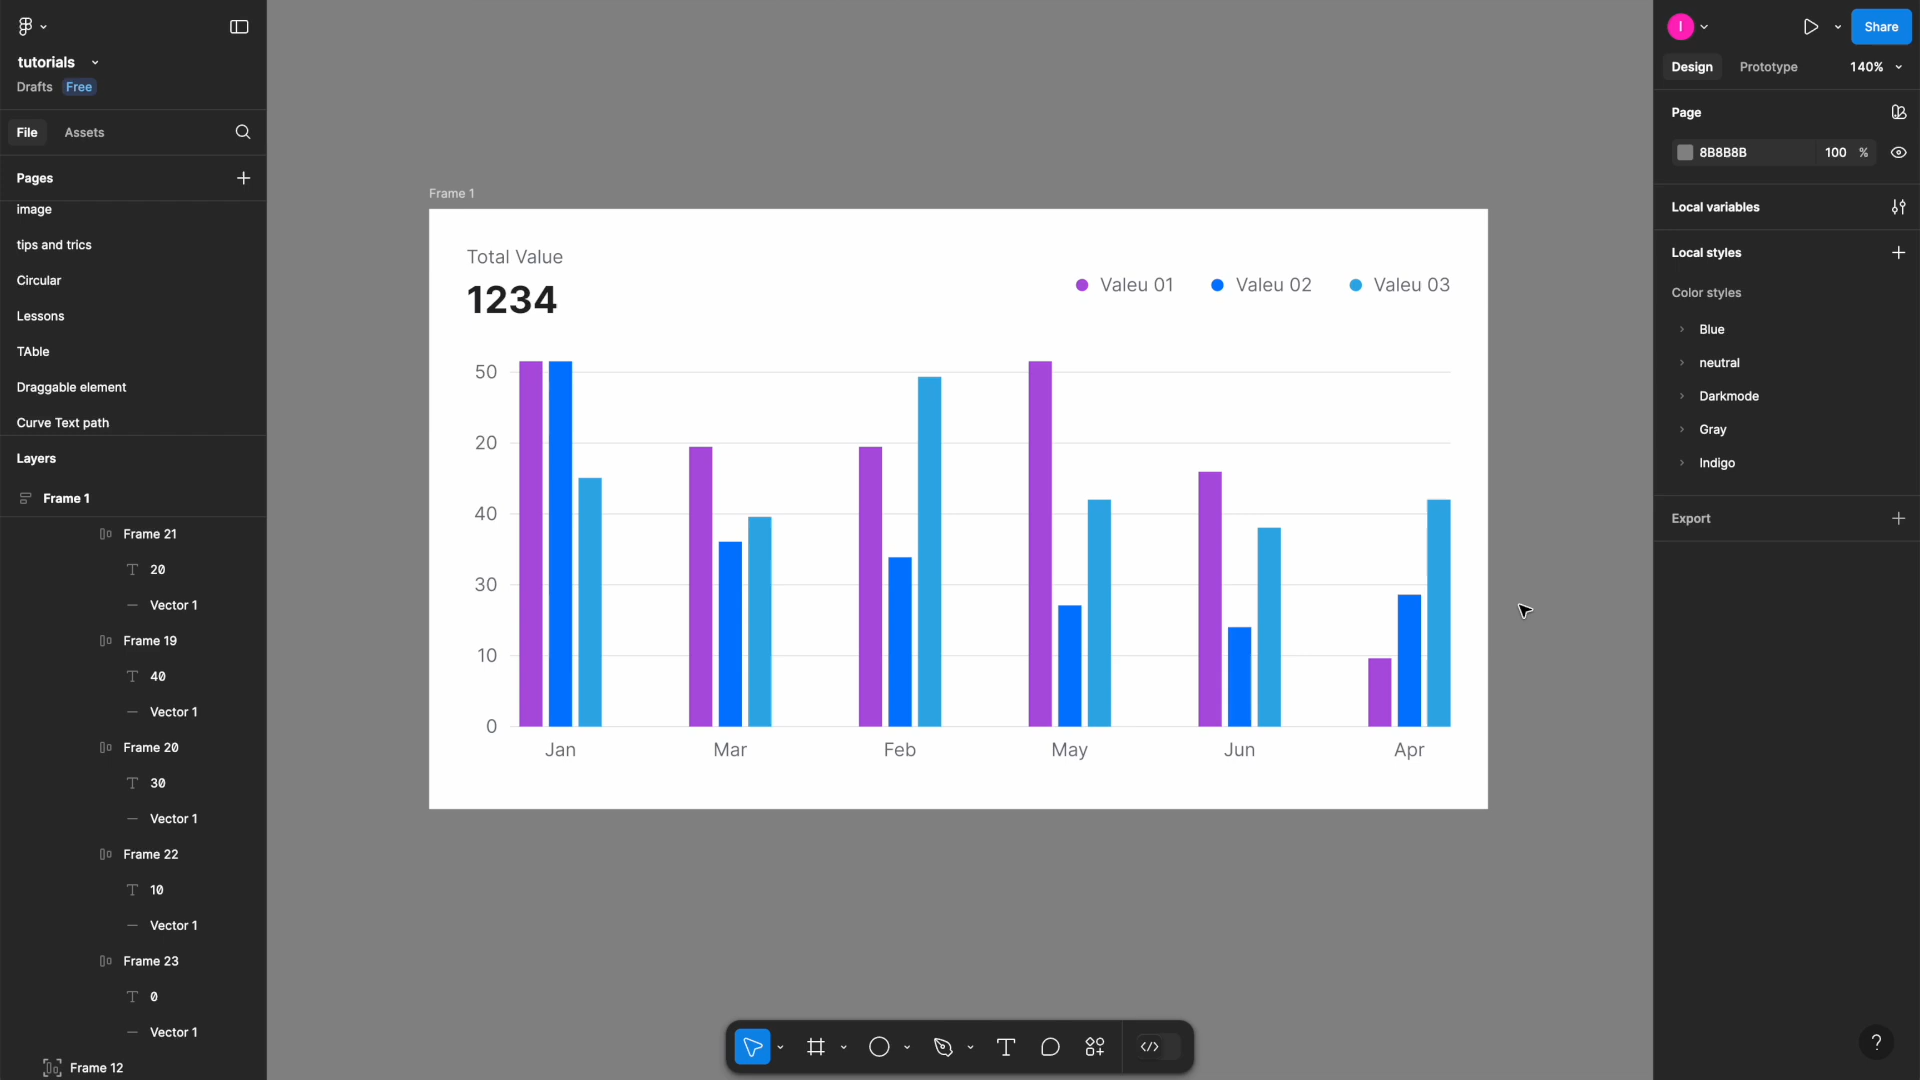 tutorials
Drafts Free
File Assets
Pages
image
tips and trics
Circular
Lessons
TAble
Draggable element
Curve Text path
Layers
Frame 1
Frame 21
20
Vector 1
Frame 19
40
Vector 1
Frame 20
30
Vector 1
Frame 22
10
Vector 1
Frame 23
0
Vector 1
Frame 12
Frame 1
Total Value
1234
Valeu 01 Valeu 02 Valeu 03
50
20
40
30
10
0
Jan Mar Feb May Jun Apr
I
Share
Design Prototype 140%
Page
8B8B8B 100 %
Local variables
Local styles
Color styles
Blue
neutral
Darkmode
Gray
Indigo
Export
?